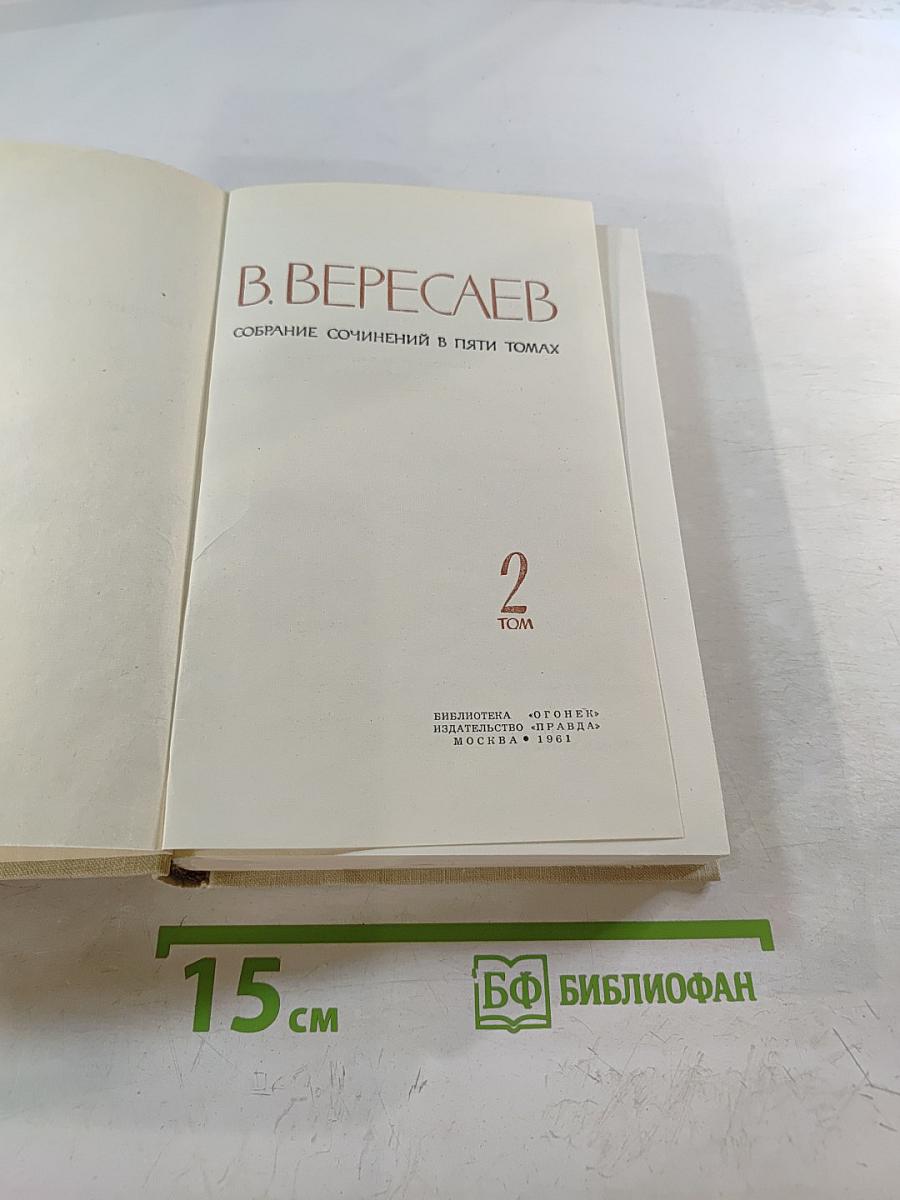 В. ВЕРЕСАЕВ
СОБРАНИЕ СОЧИНЕНИЙ В ПЯТИ ТОМАХ
2
ТОМ
БИБЛИОТЕКА «ОГОНЕК»
ИЗДАТЕЛЬСТВО «ПРАВДА»
МОСКВА • 1961
15 см
БФ БИБЛИОФАН